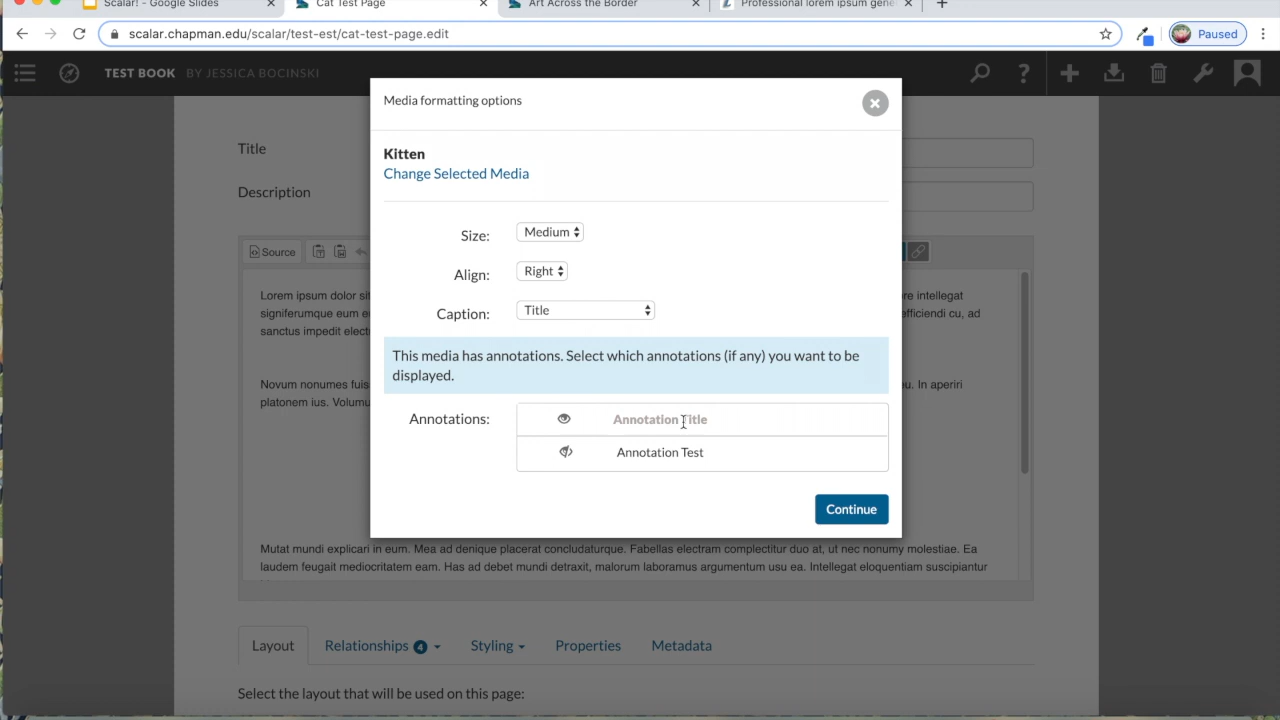 Scalar! - Google Slides
Cat Test Page
Art Across the Border
Professional lorem ipsum gene
scalar.chapman.edu/scalar/test-est/cat-test-page.edit
Paused
TEST BOOK BY JESSICA BOCINSKI
Media formatting options
Title
Kitten
Change Selected Media
Description
Size: Medium
Source
Align: Right
Lorem ipsum dolor sit
re intellegat
signiferumque eum e
efficiendi cu, ad
Caption: Title
sanctus impedit elect
This media has annotations. Select which annotations (if any) you want to be
displayed.
Novum nonumes fuis
eu. In aperiri
platonem ius. Volumu
Annotations: Annotation Title
Annotation Test
Continue
Mutat mundi explicari in eum. Mea ad denique placerat concludaturque. Fabellas electram complectitur duo at, ut nec nonumy molestiae. Ea
laudem feugait mediocritatem eam. Has ad debet mundi detraxit, malorum laboramus argumentum usu ea. Intellegat eloquentiam suscipiantur
Layout Relationships 4 Styling Properties Metadata
Select the layout that will be used on this page: